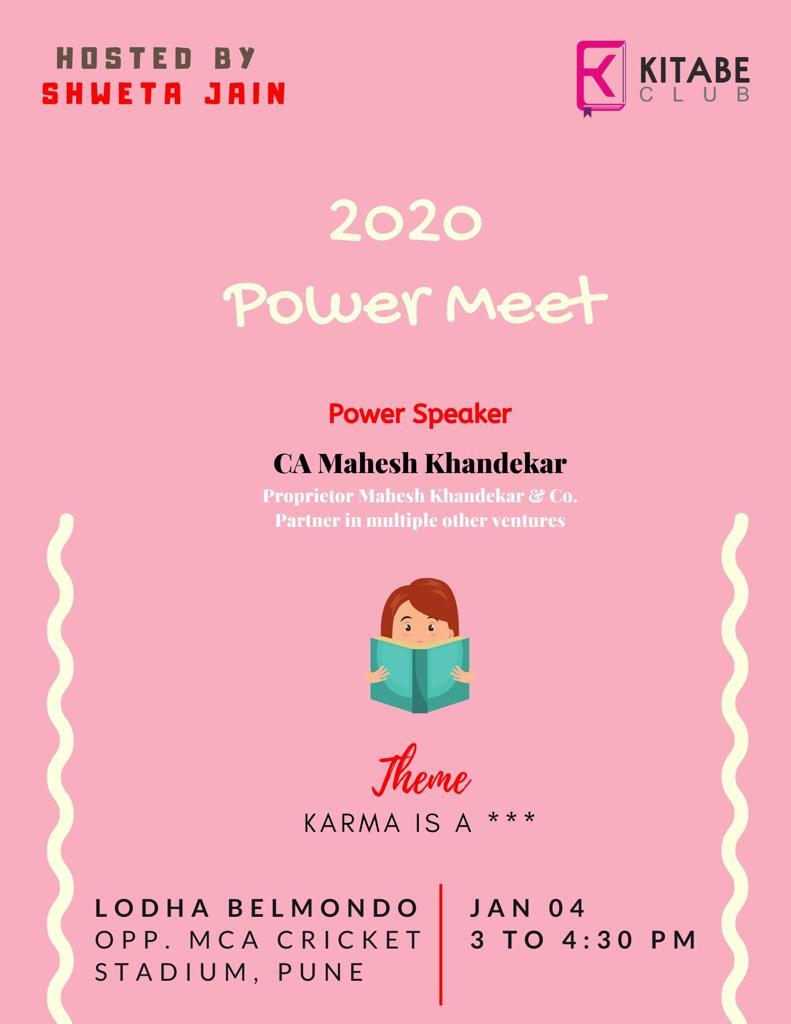 HOSTED BY
SHWETA JAIN
KITABE
CLUB
2020
Power Meet
Power Speaker
CA Mahesh Khandekar
Proprietor Mahesh Khandekar & Co.
Partner in multiple other ventures
Theme
KARMA IS A ***
LODHA BELMONDO
OPP. MCA CRICKET
STADIUM, PUNE
JAN 04
3 TO 4:30 PM